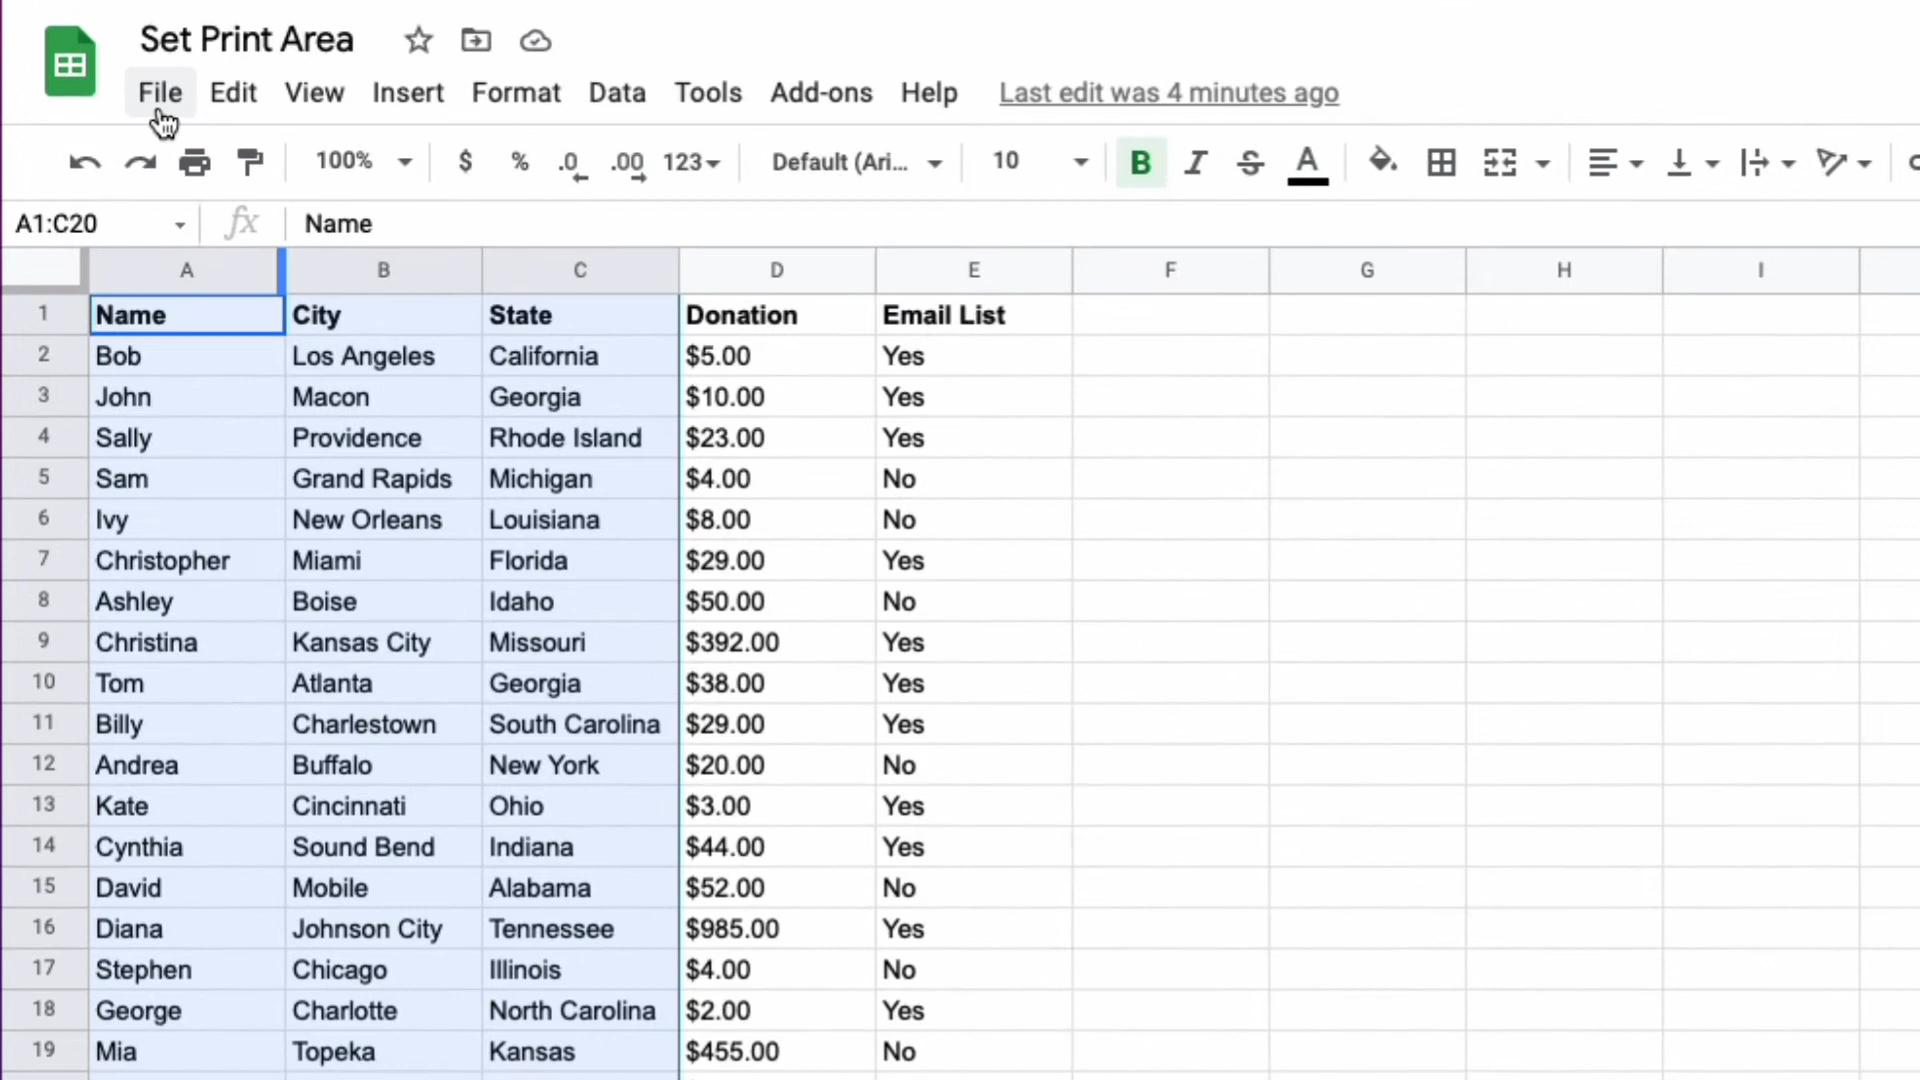 Set Print Area
File Edit View Insert Format Data Tools Add-ons Help Last edit was 4 minutes ago
100% $ % .0 .00 123 Default (Ari... 10 B I S A
A1:C20 fx Name
A B C D E F G H I
1 Name City State Donation Email List
2 Bob Los Angeles California $5.00 Yes
3 John Macon Georgia $10.00 Yes
4 Sally Providence Rhode Island $23.00 Yes
5 Sam Grand Rapids Michigan $4.00 No
6 Ivy New Orleans Louisiana $8.00 No
7 Christopher Miami Florida $29.00 Yes
8 Ashley Boise Idaho $50.00 No
9 Christina Kansas City Missouri $392.00 Yes
10 Tom Atlanta Georgia $38.00 Yes
11 Billy Charlestown South Carolina $29.00 Yes
12 Andrea Buffalo New York $20.00 No
13 Kate Cincinnati Ohio $3.00 Yes
14 Cynthia Sound Bend Indiana $44.00 Yes
15 David Mobile Alabama $52.00 No
16 Diana Johnson City Tennessee $985.00 Yes
17 Stephen Chicago Illinois $4.00 No
18 George Charlotte North Carolina $2.00 Yes
19 Mia Topeka Kansas $455.00 No